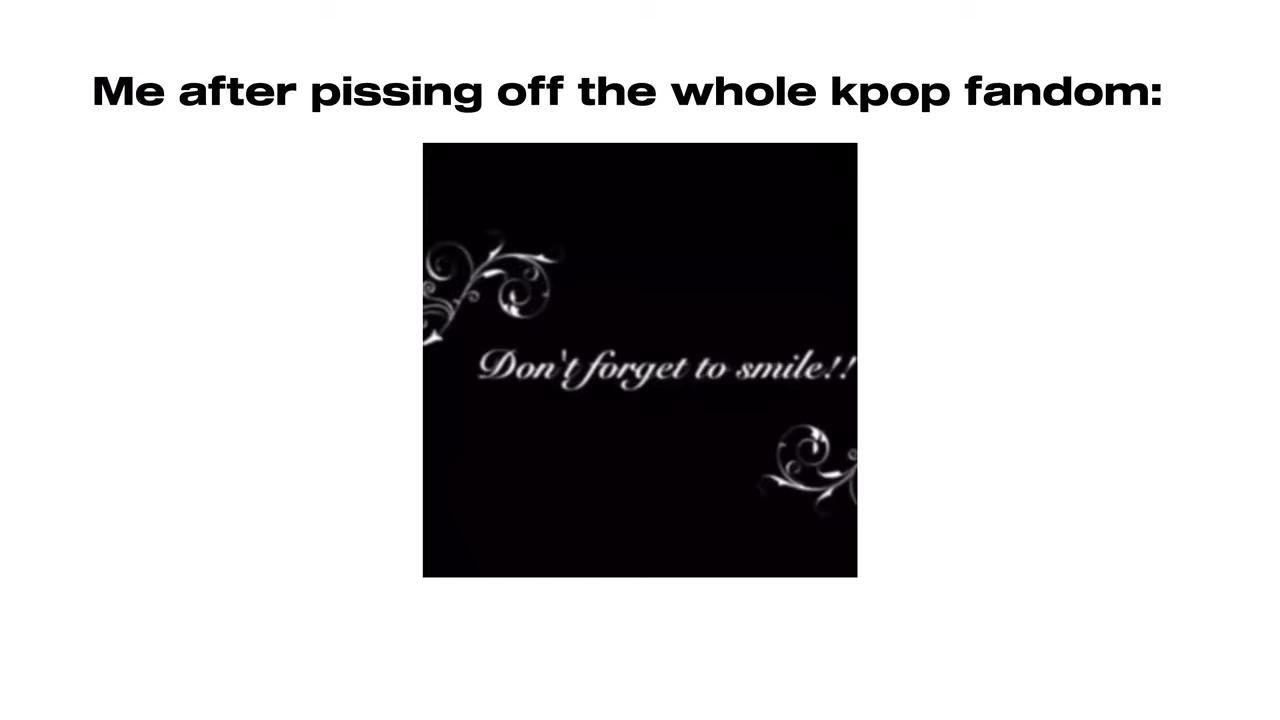 Me after pissing off the whole kpop fandom:
Don't forget to smile!!